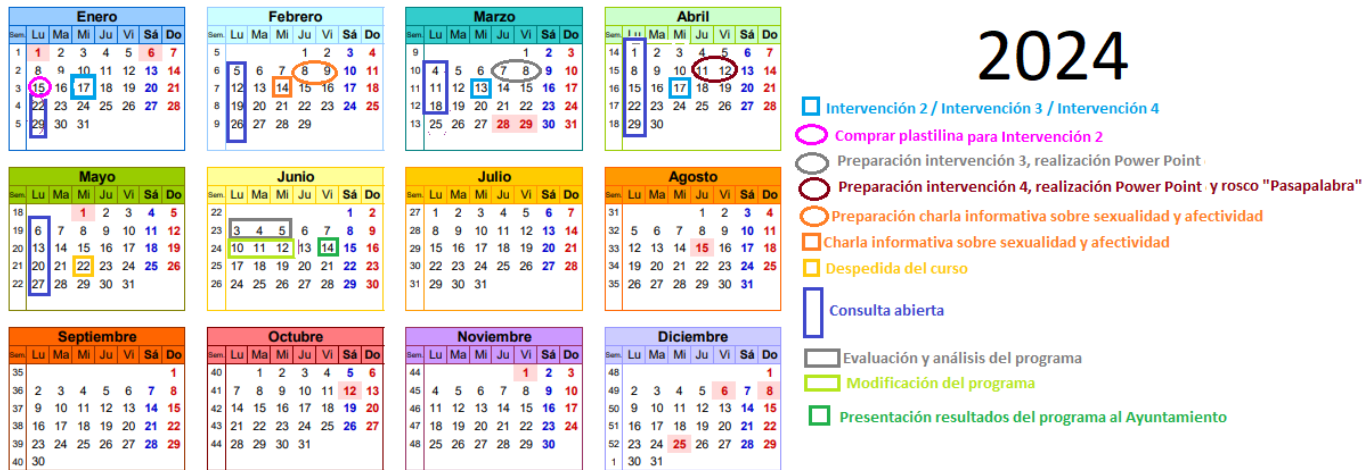 2024
Enero
Sem. Lu Ma Mi Ju Vi Sá Do
1 1 2 3 4 5 6 7
2 8 9 10 11 12 13 14
3 15 16 17 18 19 20 21
4 22 23 24 25 26 27 28
5 29 30 31
Febrero
Sem. Lu Ma Mi Ju Vi Sá Do
5 1 2 3 4
6 5 6 7 8 9 10 11
7 12 13 14 15 16 17 18
8 19 20 21 22 23 24 25
9 26 27 28 29
Marzo
Sem. Lu Ma Mi Ju Vi Sá Do
9 1 2 3
10 4 5 6 7 8 9 10
11 11 12 13 14 15 16 17
12 18 19 20 21 22 23 24
13 25 26 27 28 29 30 31
Abril
Sem. Lu Ma Mi Ju Vi Sá Do
14 1 2 3 4 5 6 7
15 8 9 10 11 12 13 14
16 15 16 17 18 19 20 21
17 22 23 24 25 26 27 28
18 29 30
Mayo
Sem. Lu Ma Mi Ju Vi Sá Do
18 1 2 3 4 5
19 6 7 8 9 10 11 12
20 13 14 15 16 17 18 19
21 20 21 22 23 24 25 26
22 27 28 29 30 31
Junio
Sem. Lu Ma Mi Ju Vi Sá Do
22 1 2
23 3 4 5 6 7 8 9
24 10 11 12 13 14 15 16
25 17 18 19 20 21 22 23
26 24 25 26 27 28 29 30
Julio
Sem. Lu Ma Mi Ju Vi Sá Do
27 1 2 3 4 5 6 7
28 8 9 10 11 12 13 14
29 15 16 17 18 19 20 21
30 22 23 24 25 26 27 28
31 29 30 31
Agosto
Sem. Lu Ma Mi Ju Vi Sá Do
31 1 2 3 4
32 5 6 7 8 9 10 11
33 12 13 14 15 16 17 18
34 19 20 21 22 23 24 25
35 26 27 28 29 30 31
Septiembre
Sem. Lu Ma Mi Ju Vi Sá Do
35 1
36 2 3 4 5 6 7 8
37 9 10 11 12 13 14 15
38 16 17 18 19 20 21 22
39 23 24 25 26 27 28 29
40 30
Octubre
Sem. Lu Ma Mi Ju Vi Sá Do
40 1 2 3 4 5 6
41 7 8 9 10 11 12 13
42 14 15 16 17 18 19 20
43 21 22 23 24 25 26 27
44 28 29 30 31
Noviembre
Sem. Lu Ma Mi Ju Vi Sá Do
44 1 2 3
45 4 5 6 7 8 9 10
46 11 12 13 14 15 16 17
47 18 19 20 21 22 23 24
48 25 26 27 28 29 30
Diciembre
Sem. Lu Ma Mi Ju Vi Sá Do
48 1
49 2 3 4 5 6 7 8
50 9 10 11 12 13 14 15
51 16 17 18 19 20 21 22
52 23 24 25 26 27 28 29
1 30 31
Intervención 2 / Intervención 3 / Intervención 4
Comprar plastilina para Intervención 2
Preparación intervención 3, realización Power Point
Preparación intervención 4, realización Power Point y rosco "Pasapalabra"
Preparación charla informativa sobre sexualidad y afectividad
Charla informativa sobre sexualidad y afectividad
Despedida del curso
Consulta abierta
Evaluación y análisis del programa
Modificación del programa
Presentación resultados del programa al Ayuntamiento